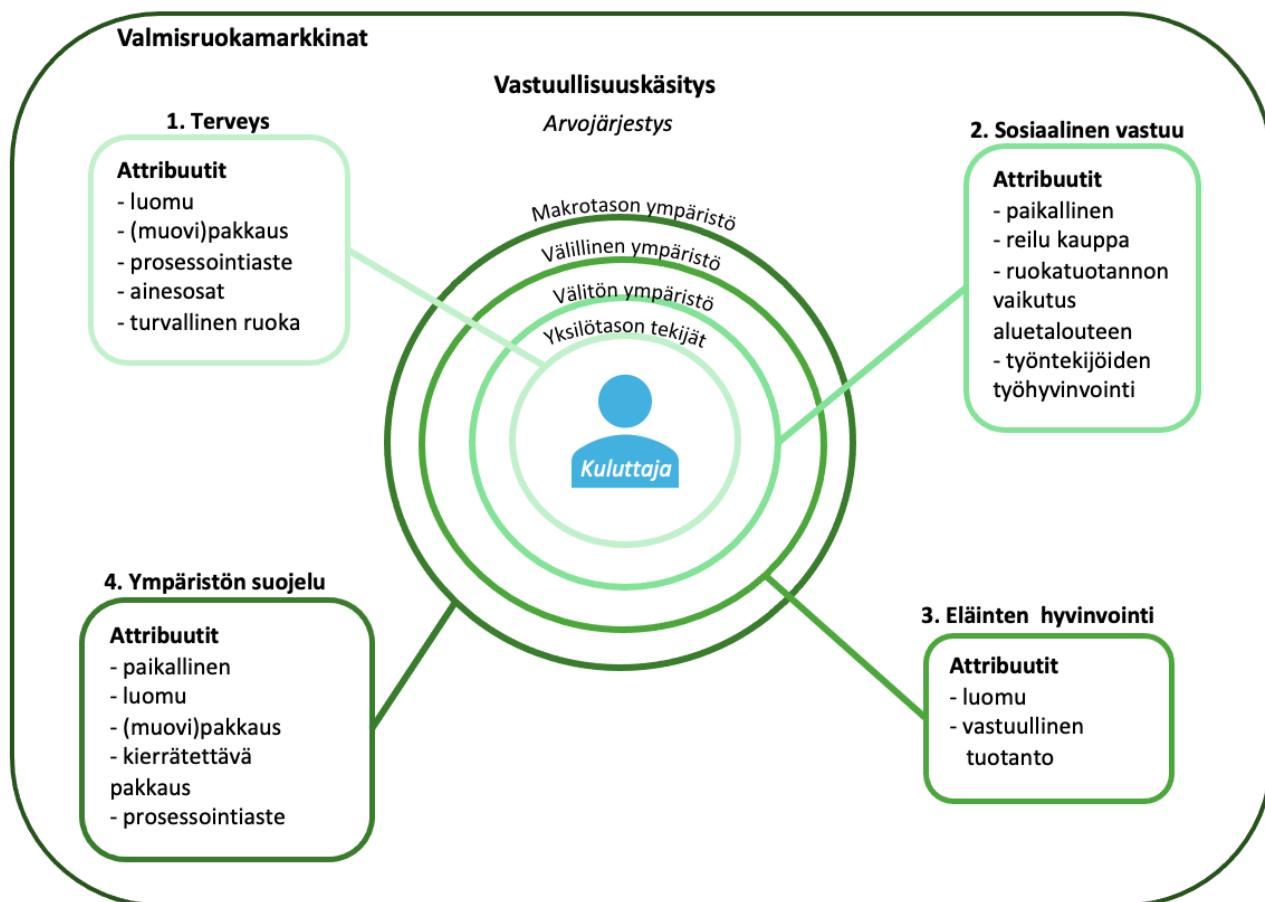 Valmisruokamarkkinat
Vastuullisuuskäsitys
Arvojärjestys
1. Terveys
Attribuutit
- luomu
- (muovi)pakkaus
- prosessointiaste
- ainesosat
- turvallinen ruoka
2. Sosiaalinen vastuu
Attribuutit
- paikallinen
- reilu kauppa
- ruokatuotannon
vaikutus
aluetalouteen
- työntekijöiden
työhyvinvointi
Makrotason ympäristö
Välillinen ympäristö
Välitön ympäristö
Yksilötason tekijät
Kuluttaja
4. Ympäristön suojelu
Attribuutit
- paikallinen
- luomu
- (muovi)pakkaus
- kierrätettävä
pakkaus
- prosessointiaste
3. Eläinten hyvinvointi
Attribuutit
- luomu
- vastuullinen
tuotanto